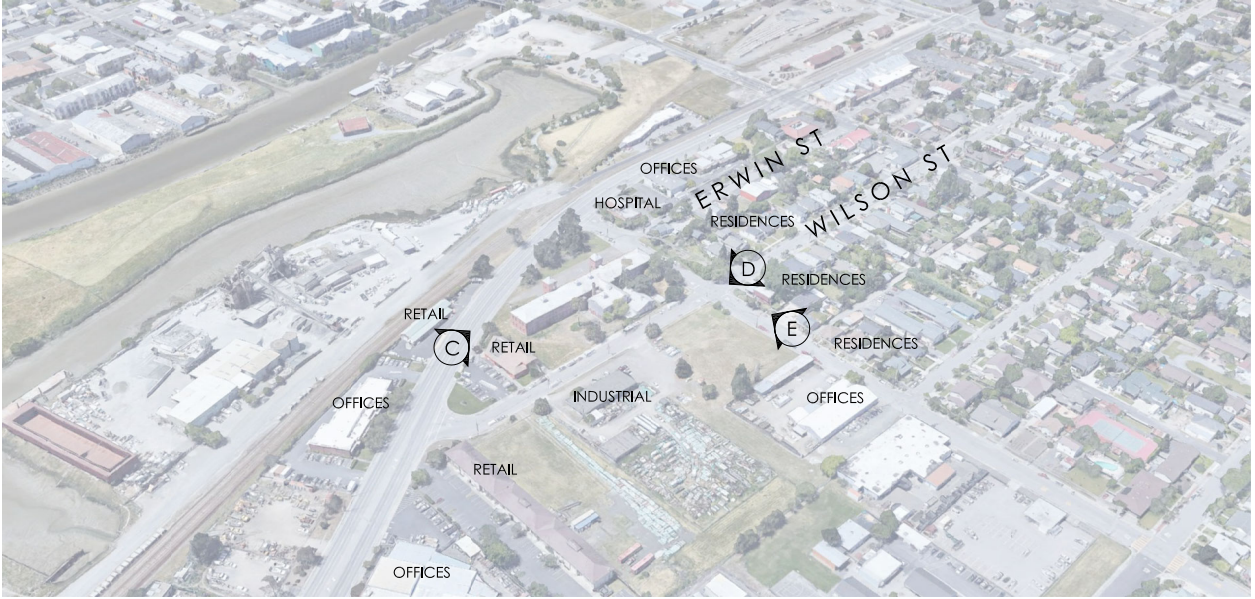 ERWIN ST
WILSON ST
OFFICES
HOSPITAL
RESIDENCES
D
RESIDENCES
RETAIL
C
RETAIL
E
RESIDENCES
OFFICES
INDUSTRIAL
OFFICES
RETAIL
OFFICES